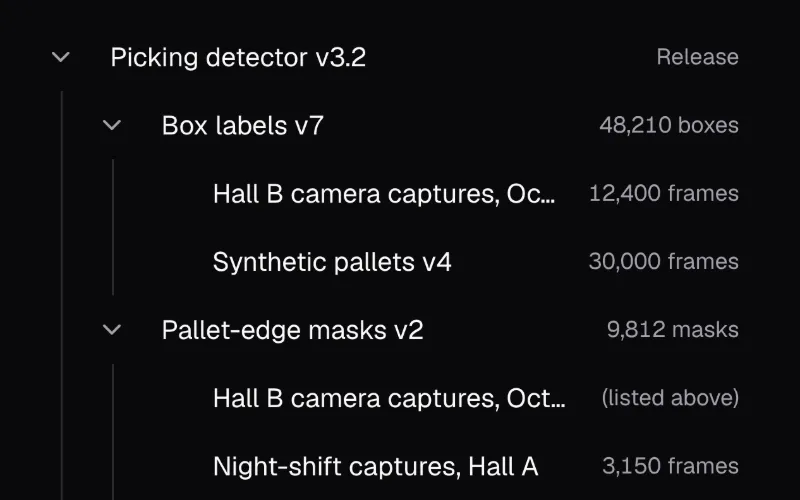 Picking detector v3.2 Release
Box labels v7 48,210 boxes
Hall B camera captures, Oc... 12,400 frames
Synthetic pallets v4 30,000 frames
Pallet-edge masks v2 9,812 masks
Hall B camera captures, Oct... (listed above)
Night-shift captures, Hall A 3,150 frames